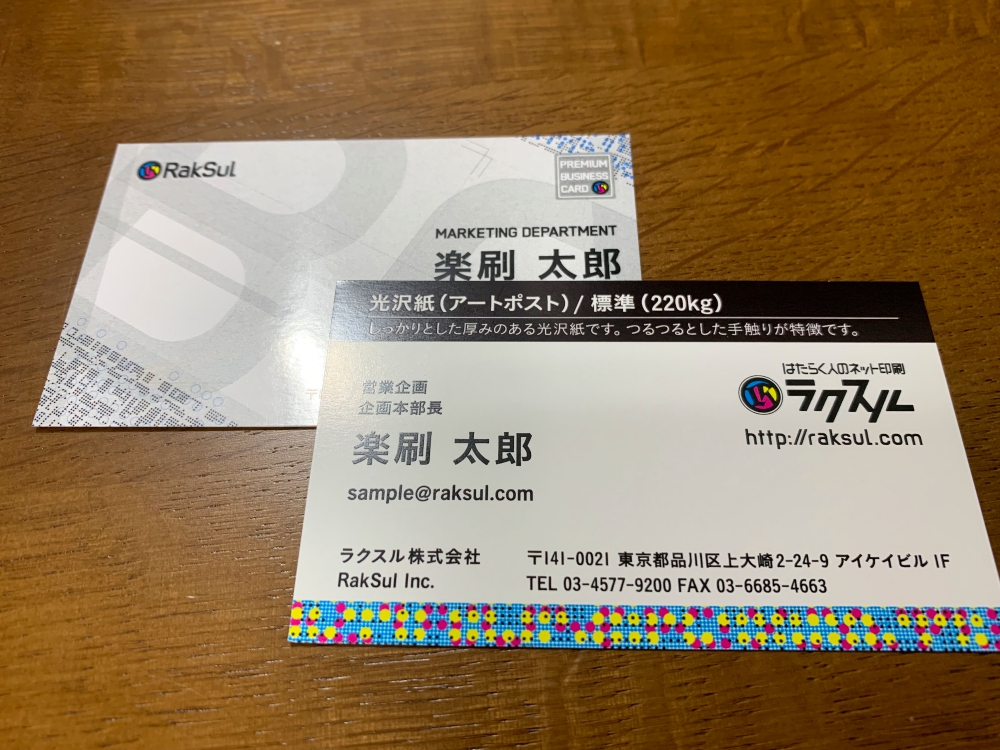 RakSul
PREMIUM
BUSINESS
CARD
MARKETING DEPARTMENT
楽刷 太郎
光沢紙(アートポスト)/ 標準(220kg)
しっかりとした厚みのある光沢紙です。つるつるとした手触りが特徴です。
はたらく人のネット印刷
ラクスル
http://raksul.com
営業企画
企画本部長
楽刷 太郎
sample@raksul.com
ラクスル株式会社
RakSul Inc.
〒141-0021 東京都品川区上大崎2-24-9 アイケイビル 1F
TEL 03-4577-9200 FAX 03-6685-4663